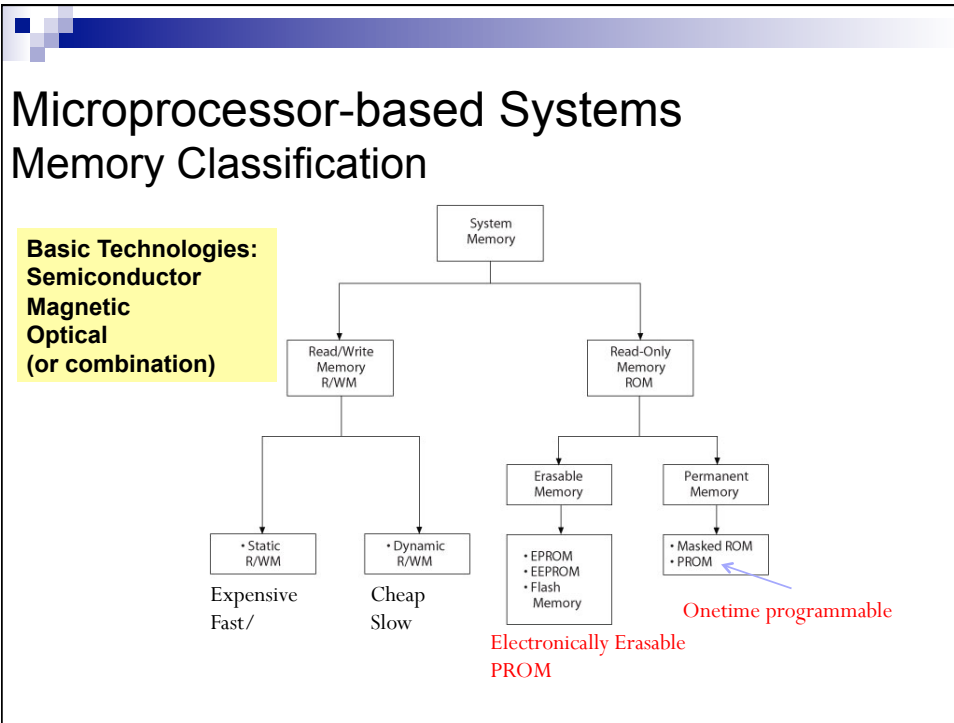 Microprocessor-based Systems
Memory Classification
Basic Technologies:
Semiconductor
Magnetic
Optical
(or combination)
System
Memory
Read/Write
Memory
R/WM
Read-Only
Memory
ROM
Erasable
Memory
Permanent
Memory
• Static
R/WM
• Dynamic
R/WM
• EPROM
• EEPROM
• Flash
Memory
• Masked ROM
• PROM
Expensive
Fast/
Cheap
Slow
Onetime programmable
Electronically Erasable
PROM